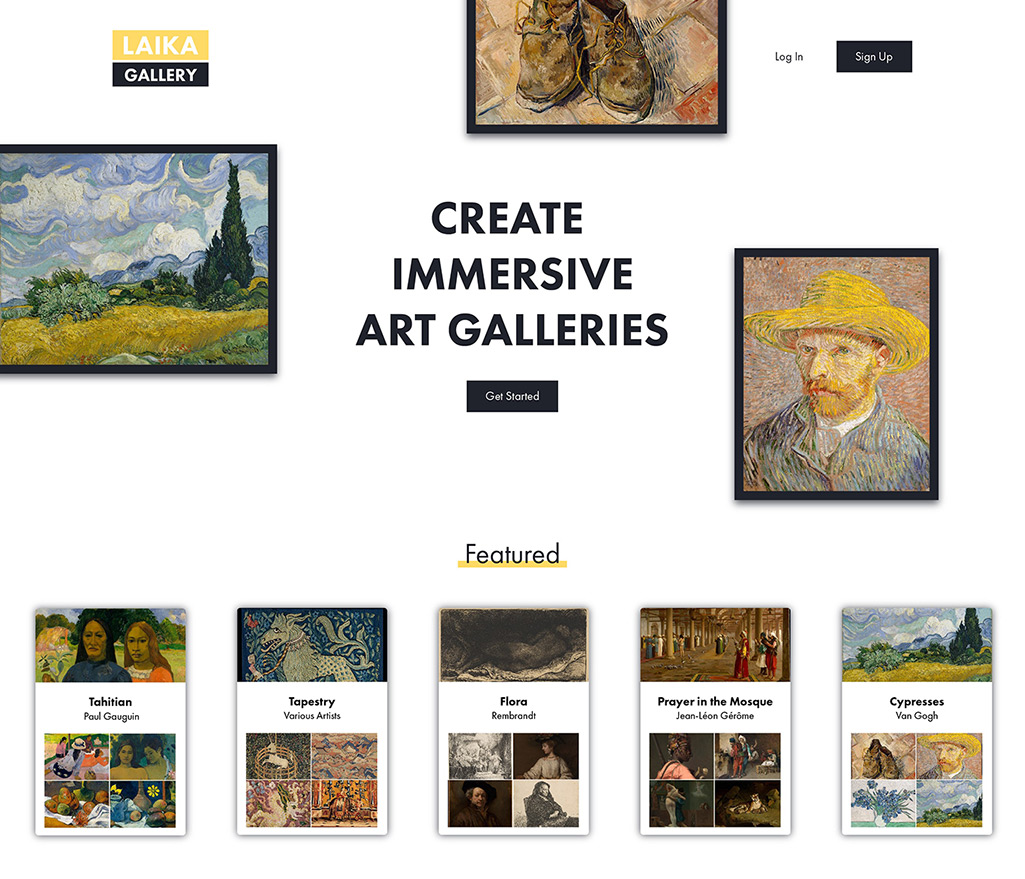 LAIKA
GALLERY
Log In
Sign Up
CREATE
IMMERSIVE
ART GALLERIES
Get Started
Featured
Tahitian
Paul Gauguin
Tapestry
Various Artists
Flora
Rembrandt
Prayer in the Mosque
Jean-Léon Gérôme
Cypresses
Van Gogh